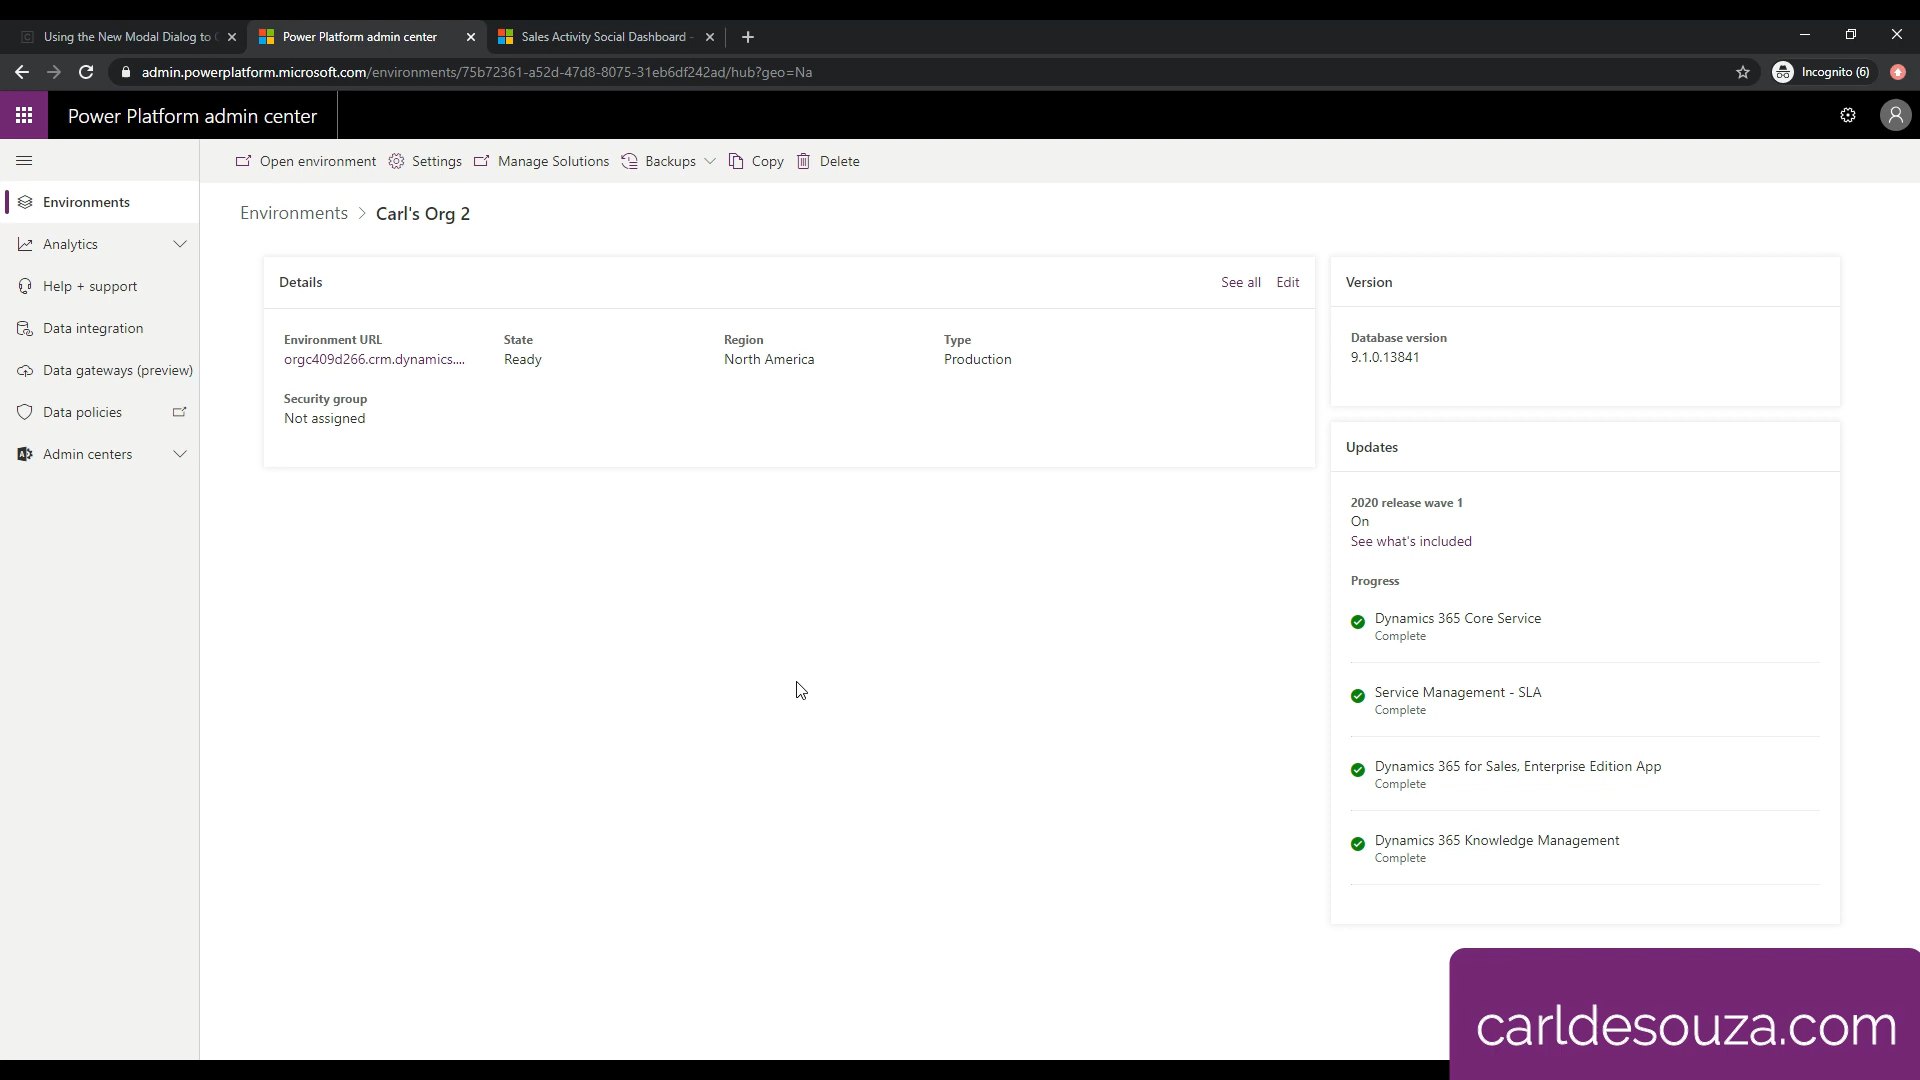 Using the New Modal Dialog to
Power Platform admin center
Sales Activity Social Dashboard -
admin.powerplatform.microsoft.com/environments/75b72361-a52d-47d8-8075-31eb6df242ad/hub?geo=Na
Incognito (6)
Power Platform admin center
Open environment
Settings
Manage Solutions
Backups
Copy
Delete
Environments
Analytics
Help + support
Data integration
Data gateways (preview)
Data policies
Admin centers
Environments > Carl's Org 2
Details
See all
Edit
Environment URL
orgc409d266.crm.dynamics....
State
Ready
Region
North America
Type
Production
Security group
Not assigned
Version
Database version
9.1.0.13841
Updates
2020 release wave 1
On
See what's included
Progress
Dynamics 365 Core Service
Complete
Service Management - SLA
Complete
Dynamics 365 for Sales, Enterprise Edition App
Complete
Dynamics 365 Knowledge Management
Complete
carldesouza.com